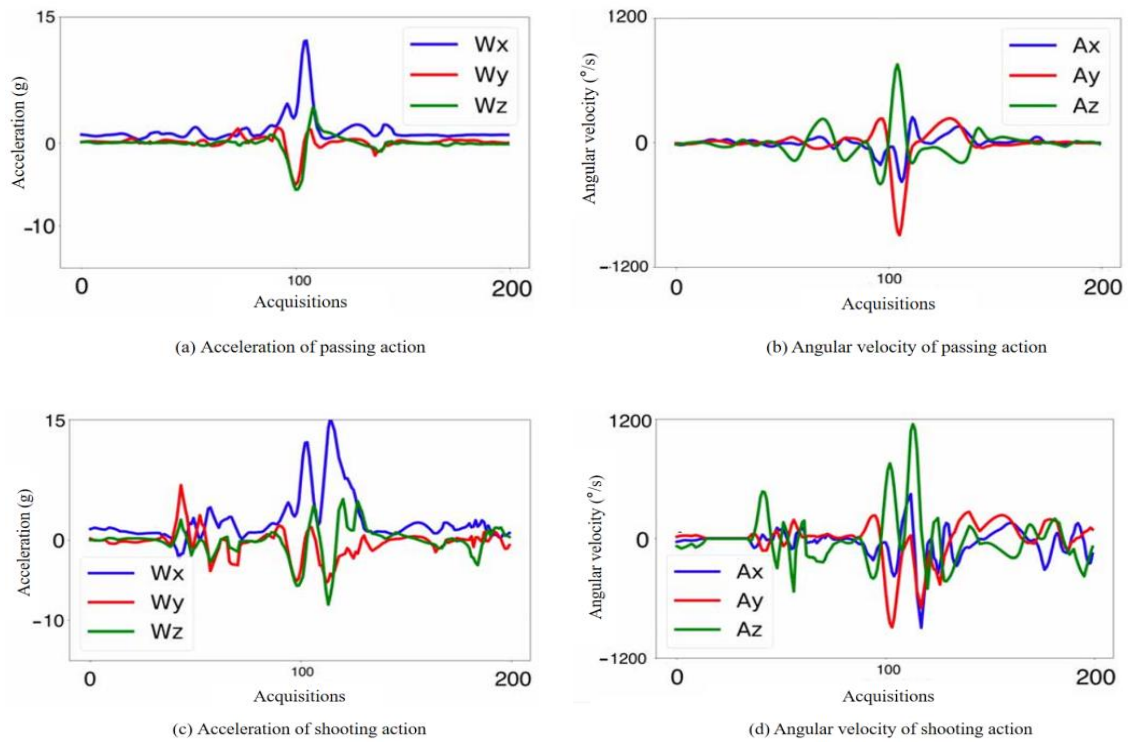 15
Acceleration (g)
0
-10
Wx
Wy
Wz
0
100
200
Acquisitions
(a) Acceleration of passing action
1200
Angular velocity (°/s)
0
-1200
Ax
Ay
Az
0
100
200
Acquisitions
(b) Angular velocity of passing action
15
Acceleration (g)
0
-10
Wx
Wy
Wz
0
100
200
Acquisitions
(c) Acceleration of shooting action
1200
Angular velocity (°/s)
0
-1200
Ax
Ay
Az
0
100
200
Acquisitions
(d) Angular velocity of shooting action